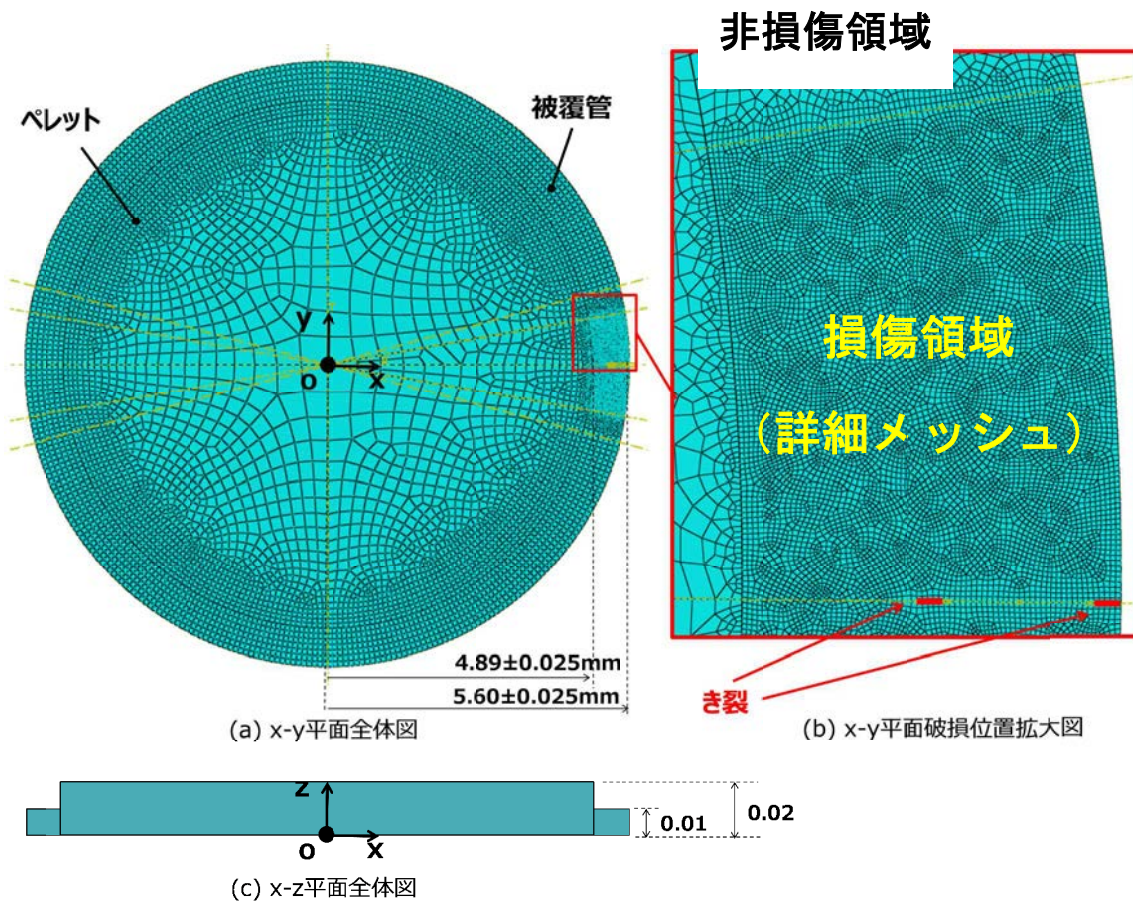 非損傷領域
ペレット
被覆管
y
o
x
損傷領域
(詳細メッシュ)
4.89±0.025mm
5.60±0.025mm
き裂
(a) x-y平面全体図
(b) x-y平面破損位置拡大図
z
0.01
0.02
o
x
(c) x-z平面全体図